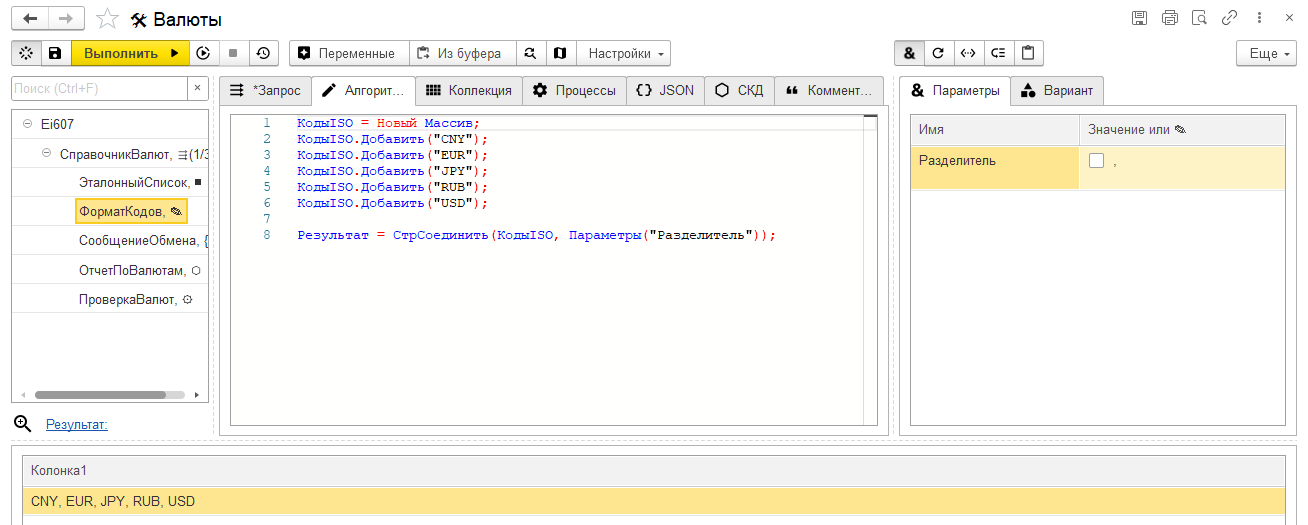 Валюты
Выполнить
Переменные
Из буфера
Настройки
Еще
Поиск (Ctrl+F)
×
*Запрос
Алгорит...
Коллекция
Процессы
JSON
СКД
Коммент...
Параметры
Вариант
Ei607
СправочникВалют, (1/3
ЭталонныйСписок,
ФорматКодов,
СообщениеОбмена, {
ОтчетПоВалютам,
ПроверкаВалют,
1 КодыISO = Новый Массив;
2 КодыISO.Добавить("CNY");
3 КодыISO.Добавить("EUR");
4 КодыISO.Добавить("JPY");
5 КодыISO.Добавить("RUB");
6 КодыISO.Добавить("USD");
7
8 Результат = СтрСоединить(КодыISO, Параметры("Разделитель"));
Имя
Значение или
Разделитель
,
Результат:
Колонка1
CNY, EUR, JPY, RUB, USD